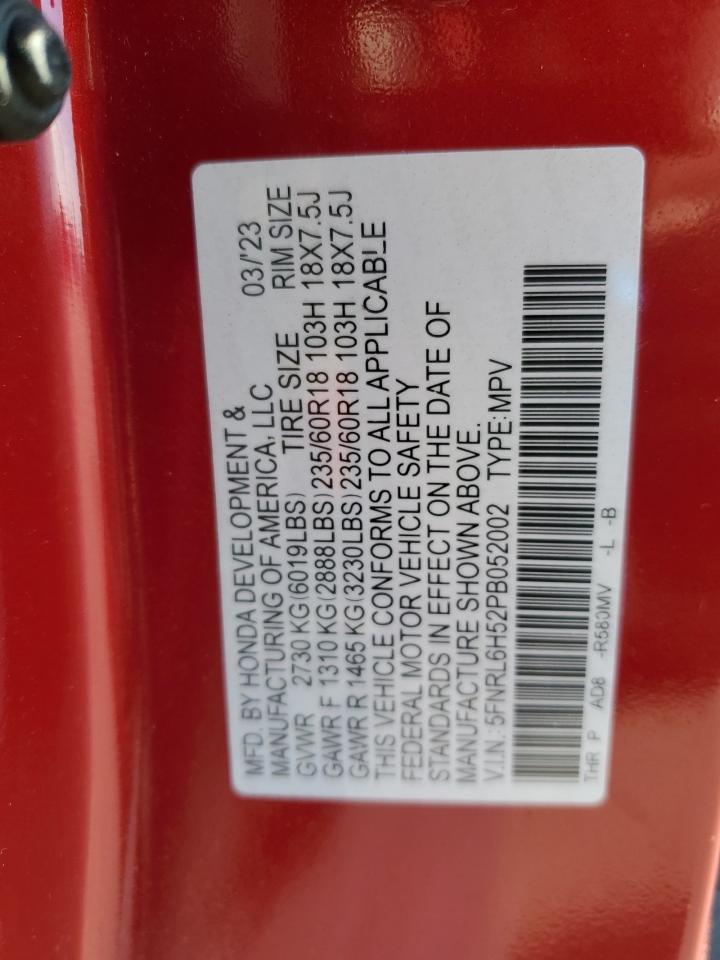 MFD. BY HONDA DEVELOPMENT &
MANUFACTURING OF AMERICA, LLC 03/'23
GVWR 2730 KG(6019LBS) TIRE SIZE RIM SIZE
GAWR F 1310 KG(2888LBS)235/60R18 103H 18X7.5J
GAWR R 1465 KG(3230LBS)235/60R18 103H 18X7.5J
THIS VEHICLE CONFORMS TO ALL APPLICABLE
FEDERAL MOTOR VEHICLE SAFETY
STANDARDS IN EFFECT ON THE DATE OF
MANUFACTURE SHOWN ABOVE.
V.I.N.:5FNRL6H52PB052002 TYPE:MPV
THR P AD8 -R580MV -L -B